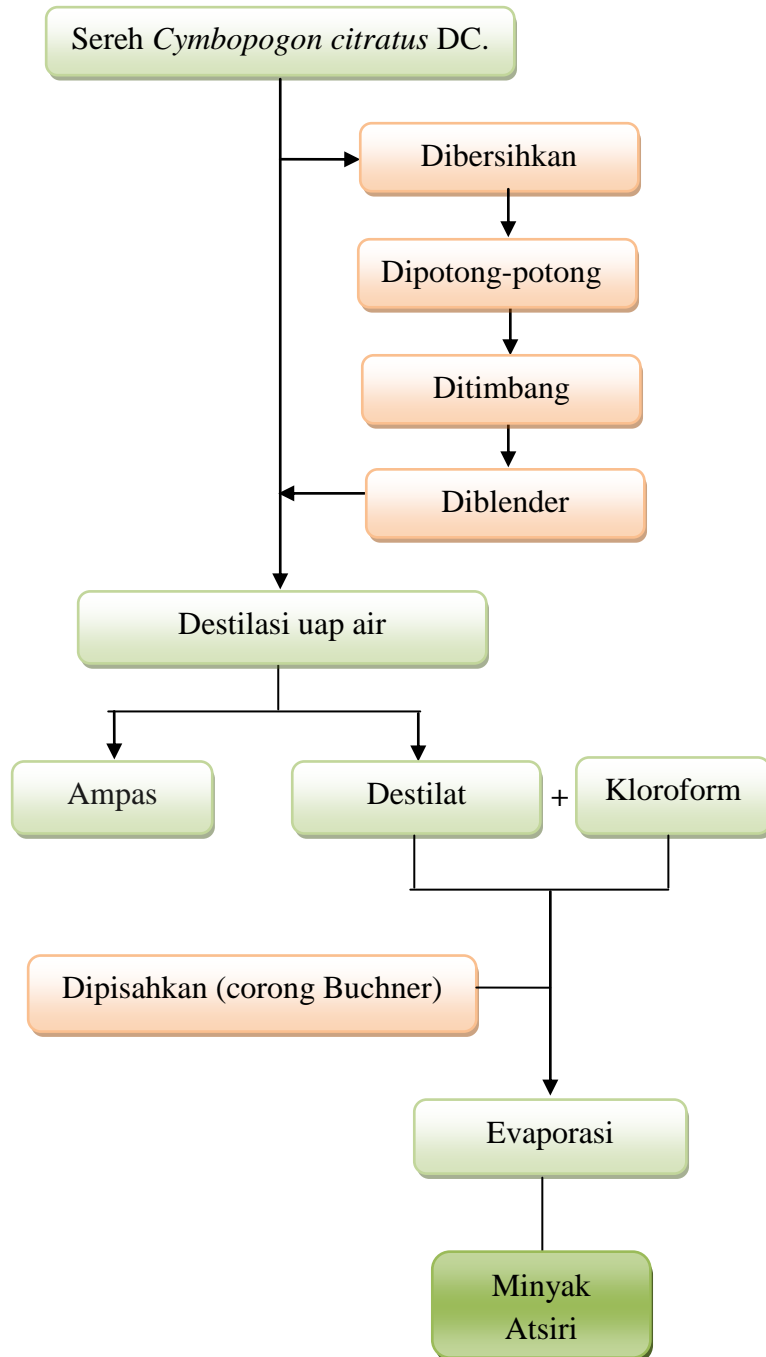 Sereh Cymbopogon citratus DC.
Dibersihkan
Dipotong-potong
Ditimbang
Diblender
Destilasi uap air
Ampas
Destilat
+
Kloroform
Dipisahkan (corong Buchner)
Evaporasi
Minyak
Atsiri